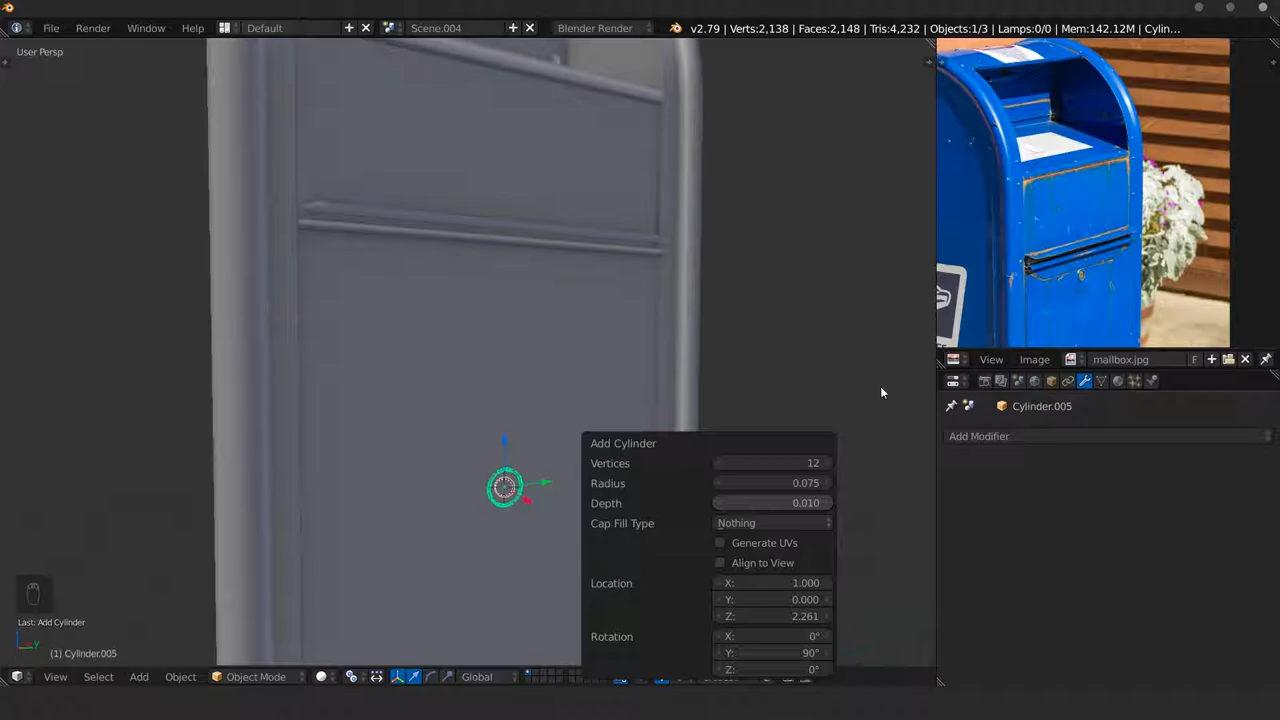 File Render Window Help Default Scene.004 Blender Render v2.79 | Verts:2,138 | Faces:2,148 | Tris:4,232 | Objects:1/3 | Lamps:0/0 | Mem:142.12M | Cylin...
User Persp
View Image mailbox.jpg F
Cylinder.005
Add Modifier
Add Cylinder
Vertices 12
Radius 0.075
Depth 0.010
Cap Fill Type Nothing
Generate UVs
Align to View
Location X: 1.000
Y: 0.000
Z: 2.261
Rotation X: 0°
Y: 90°
Z: 0°
Last: Add Cylinder
y
(1) Cylinder.005
View Select Add Object Object Mode Global